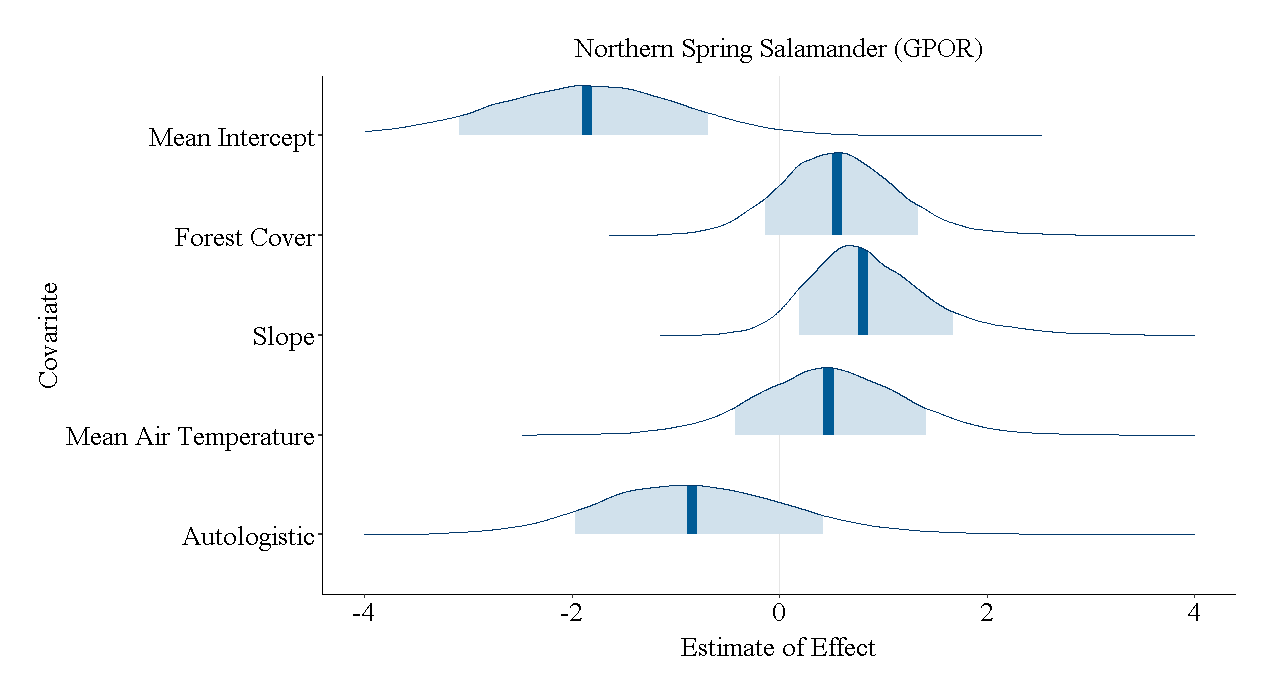 Northern Spring Salamander (GPOR)
Mean Intercept
Forest Cover
Slope
Mean Air Temperature
Autologistic
Covariate
-4 -2 0 2 4
Estimate of Effect